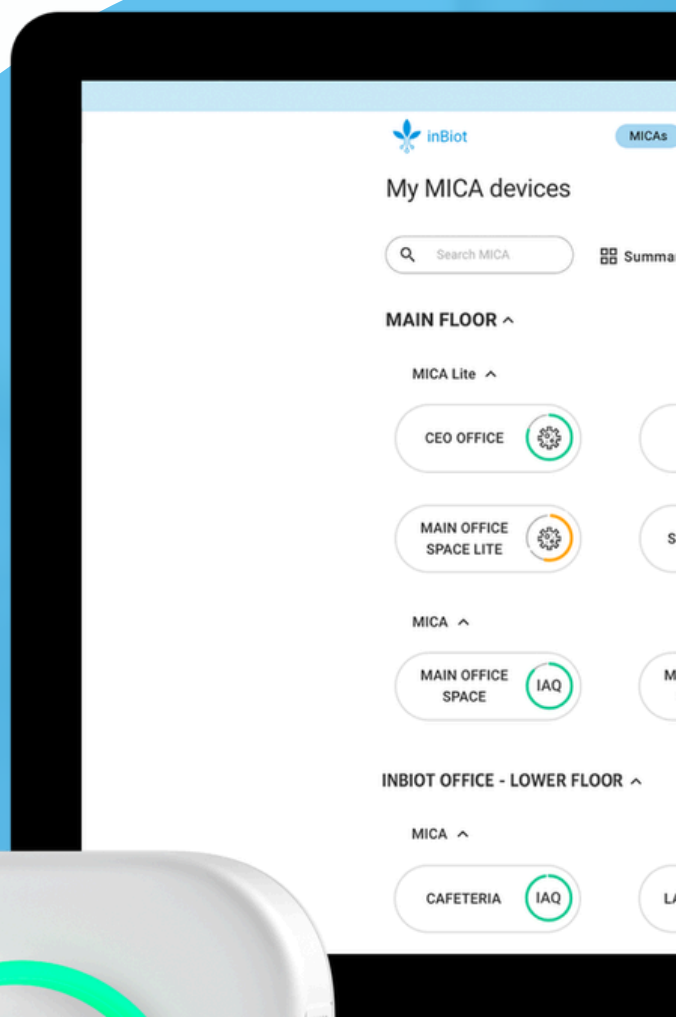 inBiot
MICAs
My MICA devices
Search MICA
MAIN FLOOR
MICA Lite
CEO OFFICE
MAIN OFFICE
SPACE LITE
MICA
MAIN OFFICE
SPACE
IAQ
INBIOT OFFICE - LOWER FLOOR
MICA
CAFETERIA
IAQ